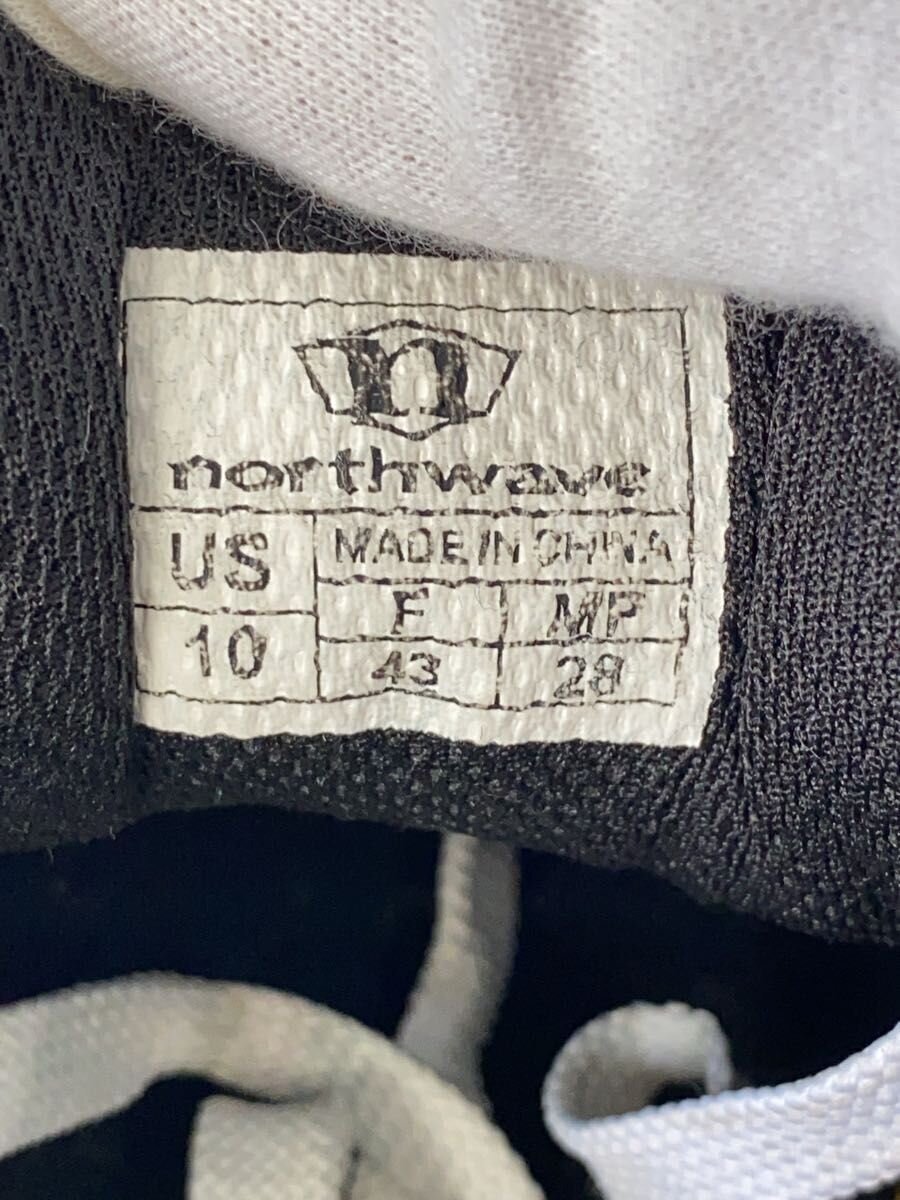 n
northwave
US MADE IN CHINA
E MP
10 43 28